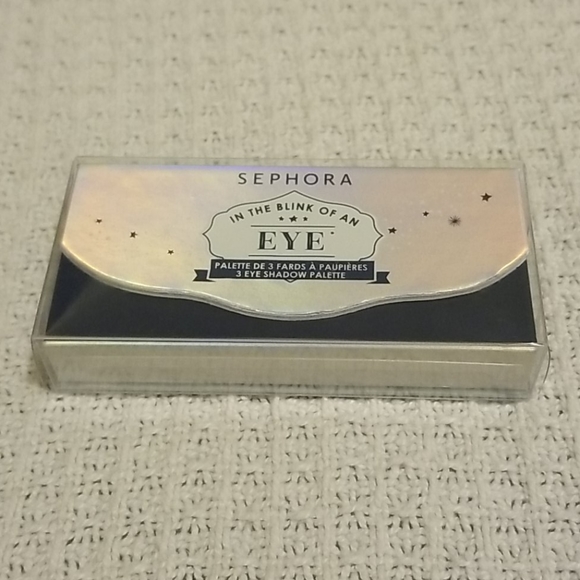 SEPHORA
IN THE BLINK OF AN
EYE
PALETTE DE 3 FARDS À PAUPIÈRES
3 EYE SHADOW PALETTE